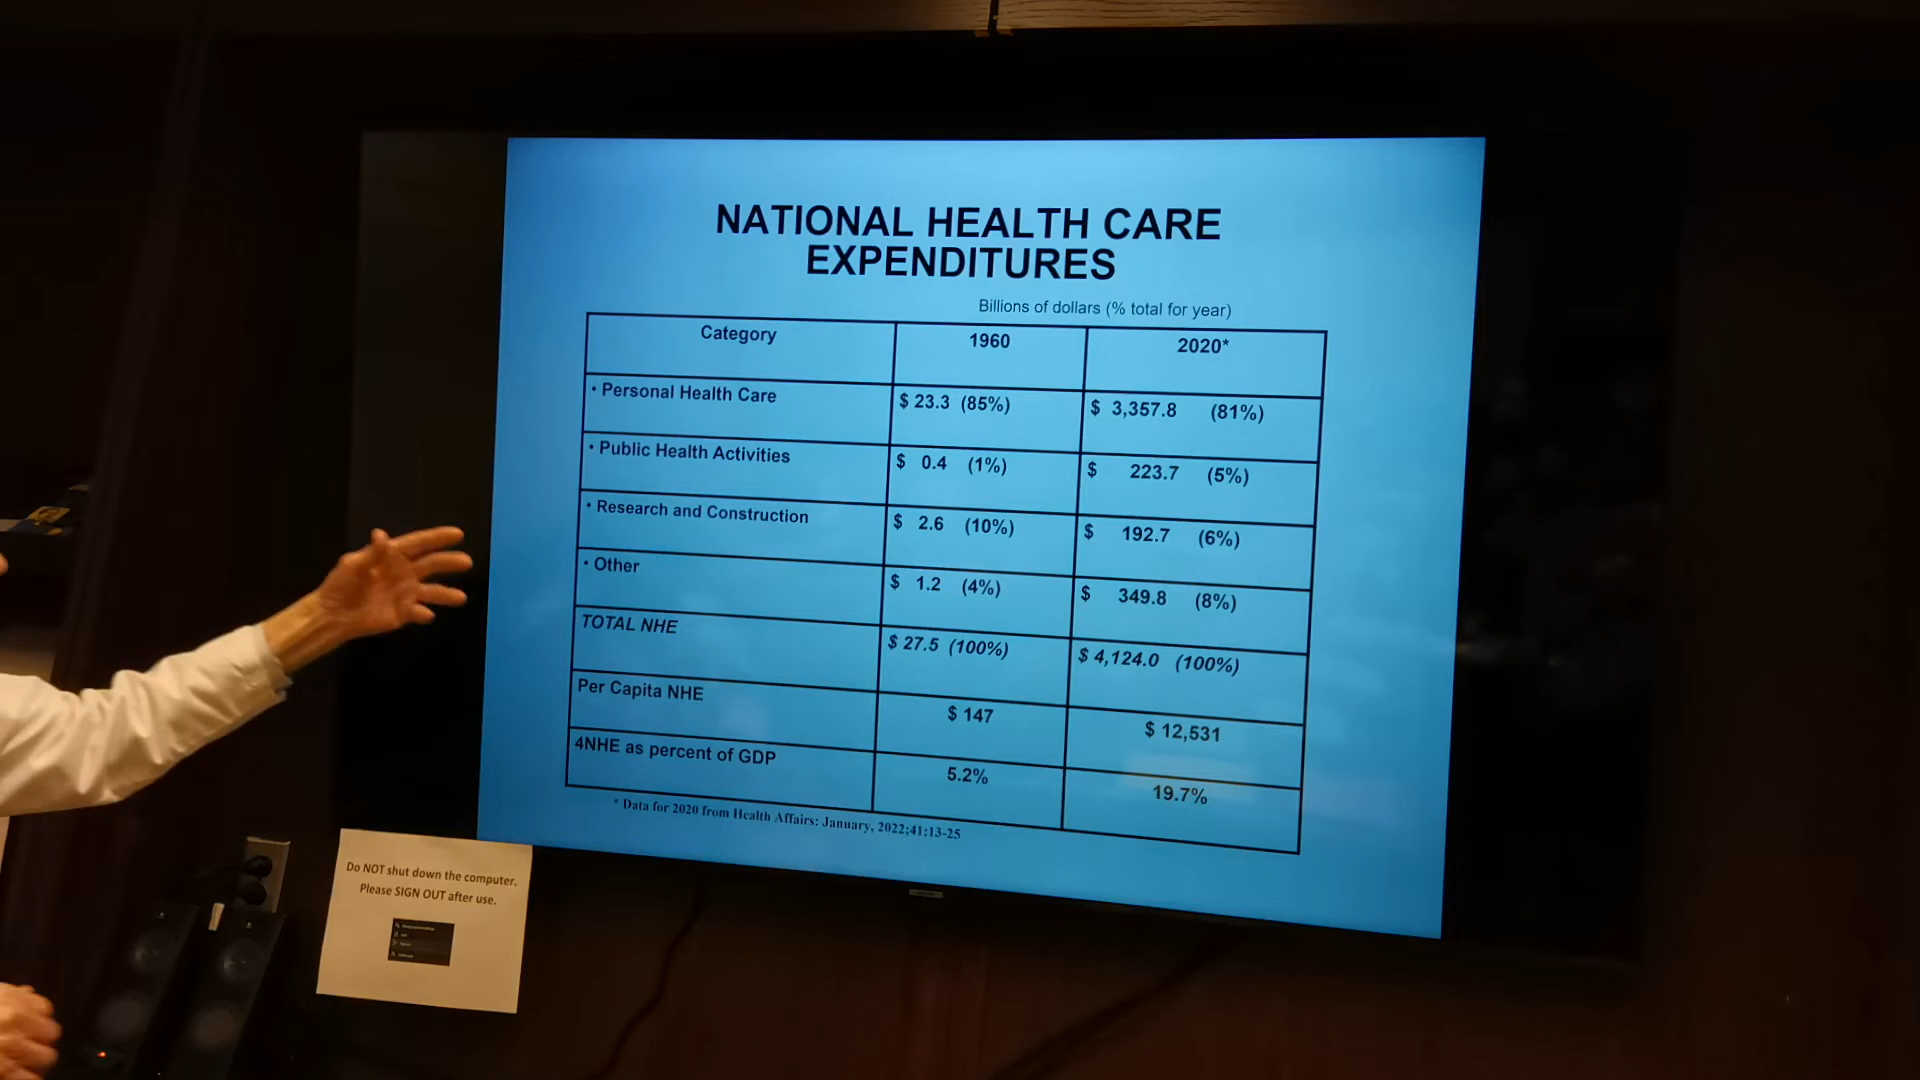 NATIONAL HEALTH CARE
EXPENDITURES
Billions of dollars (% total for year)
Category 1960 2020*
• Personal Health Care $ 23.3 (85%) $ 3,357.8 (81%)
• Public Health Activities $ 0.4 (1%) $ 223.7 (5%)
• Research and Construction $ 2.6 (10%) $ 192.7 (6%)
• Other $ 1.2 (4%) $ 349.8 (8%)
TOTAL NHE $ 27.5 (100%) $ 4,124.0 (100%)
Per Capita NHE $ 147 $ 12,531
4NHE as percent of GDP 5.2% 19.7%
* Data for 2020 from Health Affairs: January, 2022;41:13-25
Do NOT shut down the computer.
Please SIGN OUT after use.